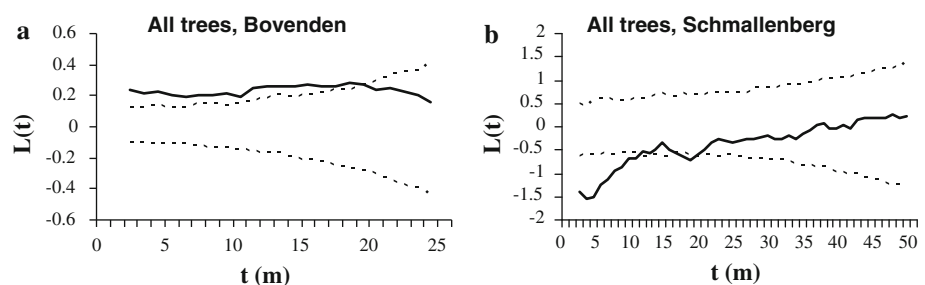 a
All trees, Bovenden
L(t)
0.6
0.4
0.2
0
-0.2
-0.4
-0.6
0 5 10 15 20 25
t (m)
b
All trees, Schmallenberg
L(t)
2
1.5
1
0.5
0
-0.5
-1
-1.5
-2
0 5 10 15 20 25 30 35 40 45 50
t (m)